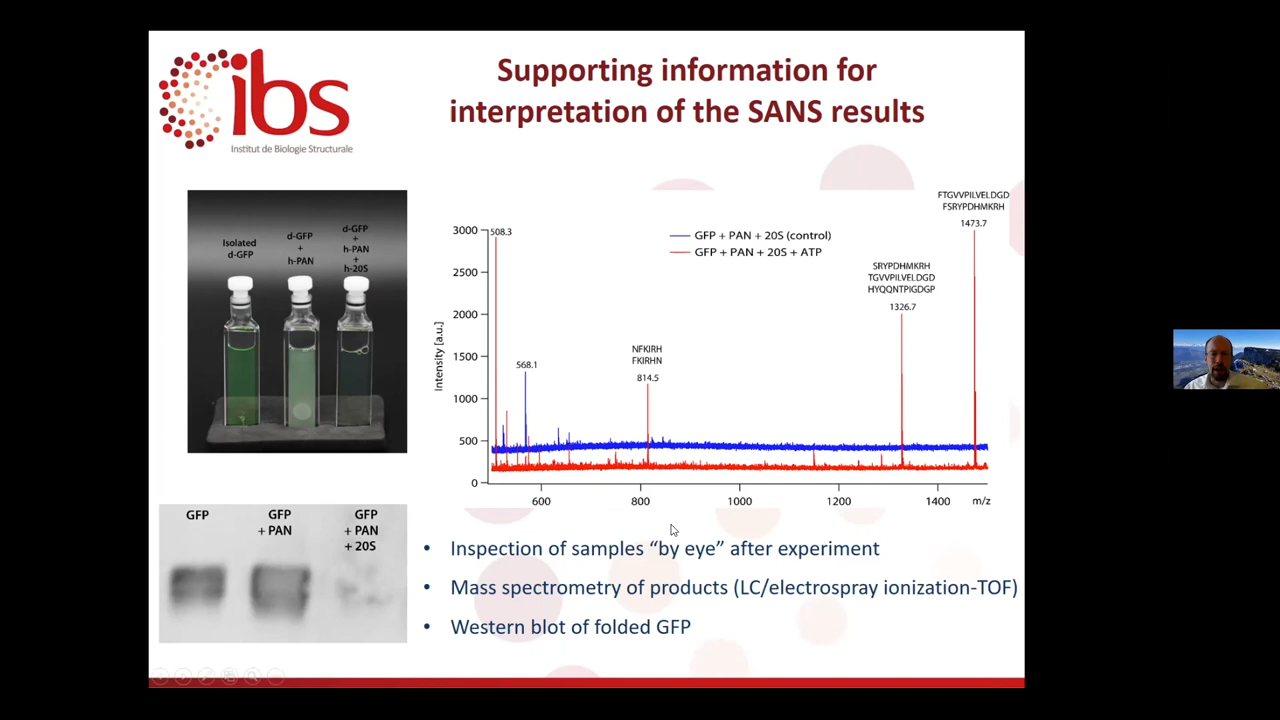 ibs
Institut de Biologie Structurale
Supporting information for
interpretation of the SANS results
Isolated
d-GFP
d-GFP
+
h-PAN
d-GFP
+
h-PAN
+
h-20S
Intensity [a.u.]
3000
2500
2000
1500
1000
500
0
600
800
1000
1200
1400
m/z
GFP + PAN + 20S (control)
GFP + PAN + 20S + ATP
508.3
568.1
NFKIRH
FKIRHN
814.5
SRYPDHMKRH
TGVVPILVELDGD
HYQQNTPIGDGP
1326.7
FTGVVPILVELDGD
FSRYPDHMKRH
1473.7
GFP
GFP
+ PAN
GFP
+ PAN
+ 20S
• Inspection of samples “by eye” after experiment
• Mass spectrometry of products (LC/electrospray ionization-TOF)
• Western blot of folded GFP